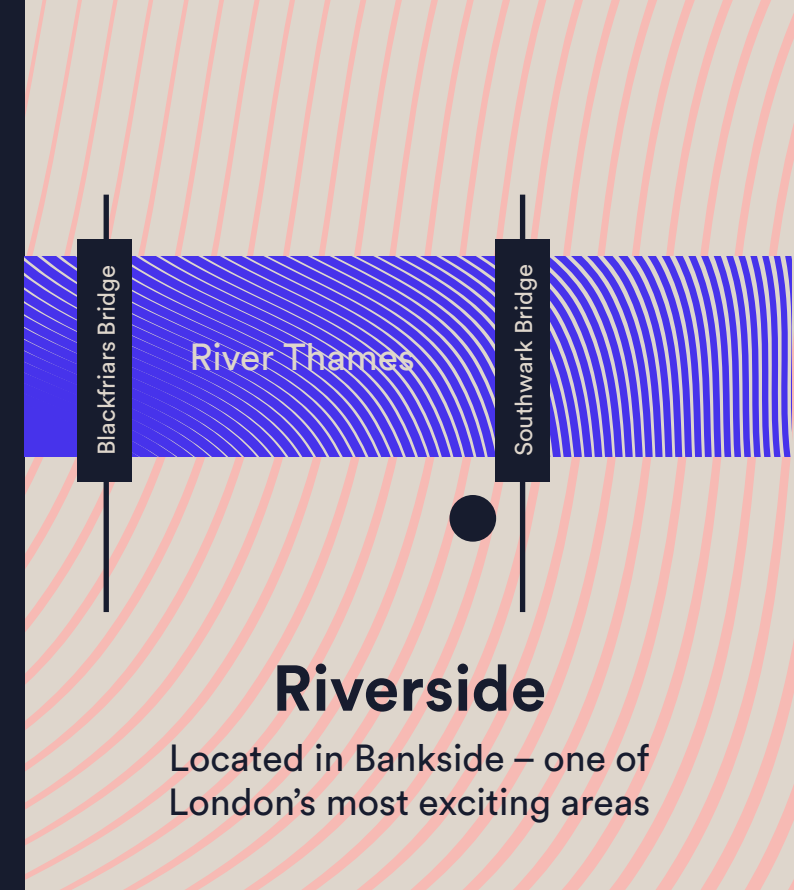 Blackfriars Bridge
River Thames
Southwark Bridge
Riverside
Located in Bankside – one of
London’s most exciting areas